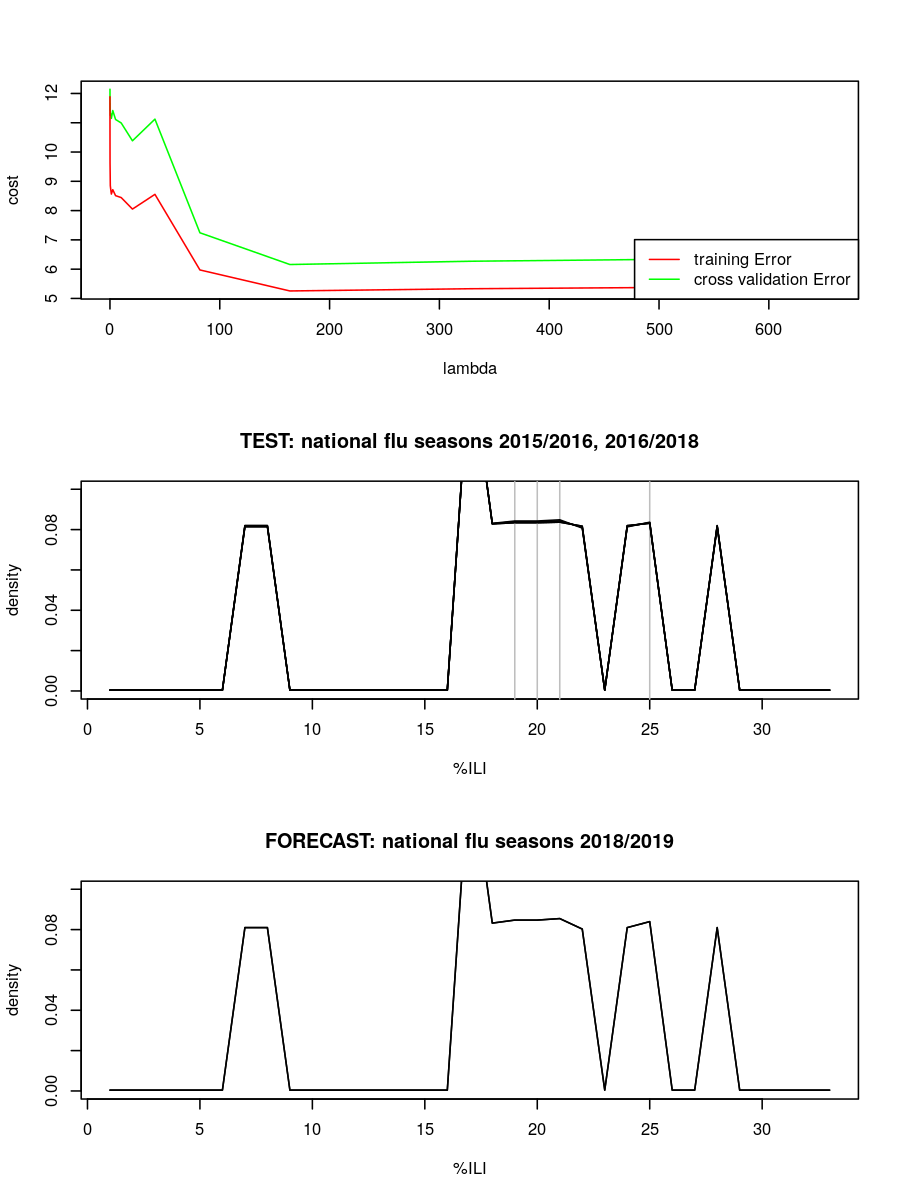 cost
12
10
9
8
7
6
5
training Error
cross validation Error
0 100 200 300 400 500 600
lambda
TEST: national flu seasons 2015/2016, 2016/2018
density
0.08
0.04
0.00
0 5 10 15 20 25 30
%ILI
FORECAST: national flu seasons 2018/2019
density
0.08
0.04
0.00
0 5 10 15 20 25 30
%ILI